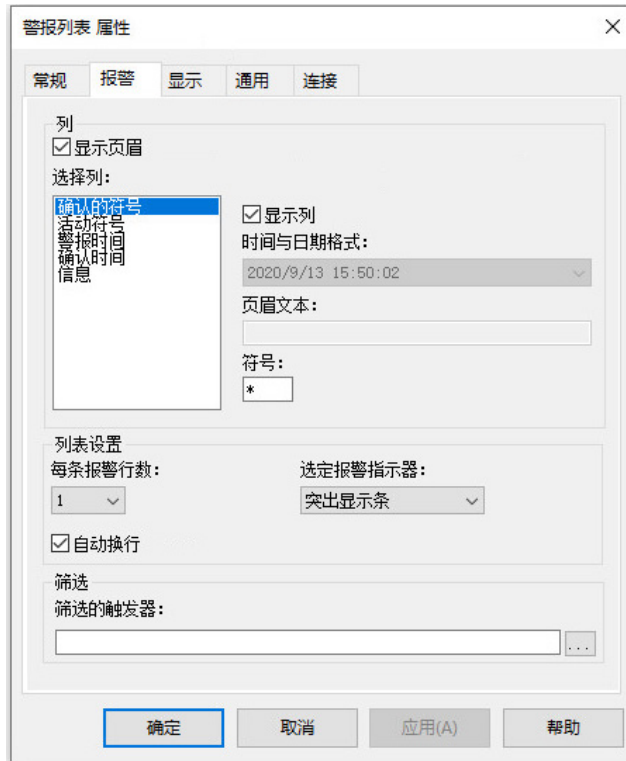 警报列表 属性
常规 报警 显示 通用 连接
列
显示页眉
选择列:
确认的符号
活动符号
警报时间
确认时间
信息
显示列
时间与日期格式:
2020/9/13 15:50:02
页眉文本:
符号:
*
列表设置
每条报警行数:
1
选定报警指示器:
突出显示条
自动换行
筛选
筛选的触发器:
...
确定 取消 应用(A) 帮助